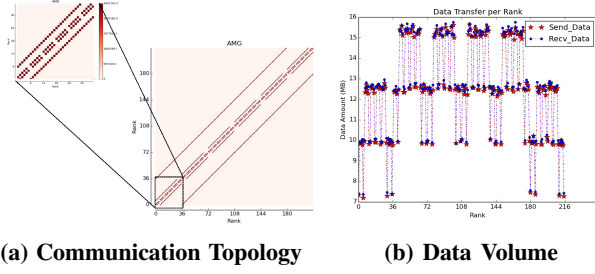 AMG
Rank
Rank
AMG
Rank
0
36
72
108
144
180
0
36
72
108
144
180
Rank
Data Transfer per Rank
Send_Data
Recv_Data
Data Amount (MB)
16
15
14
13
12
11
10
9
8
7
0
36
72
108
144
180
216
Rank
(a) Communication Topology
(b) Data Volume